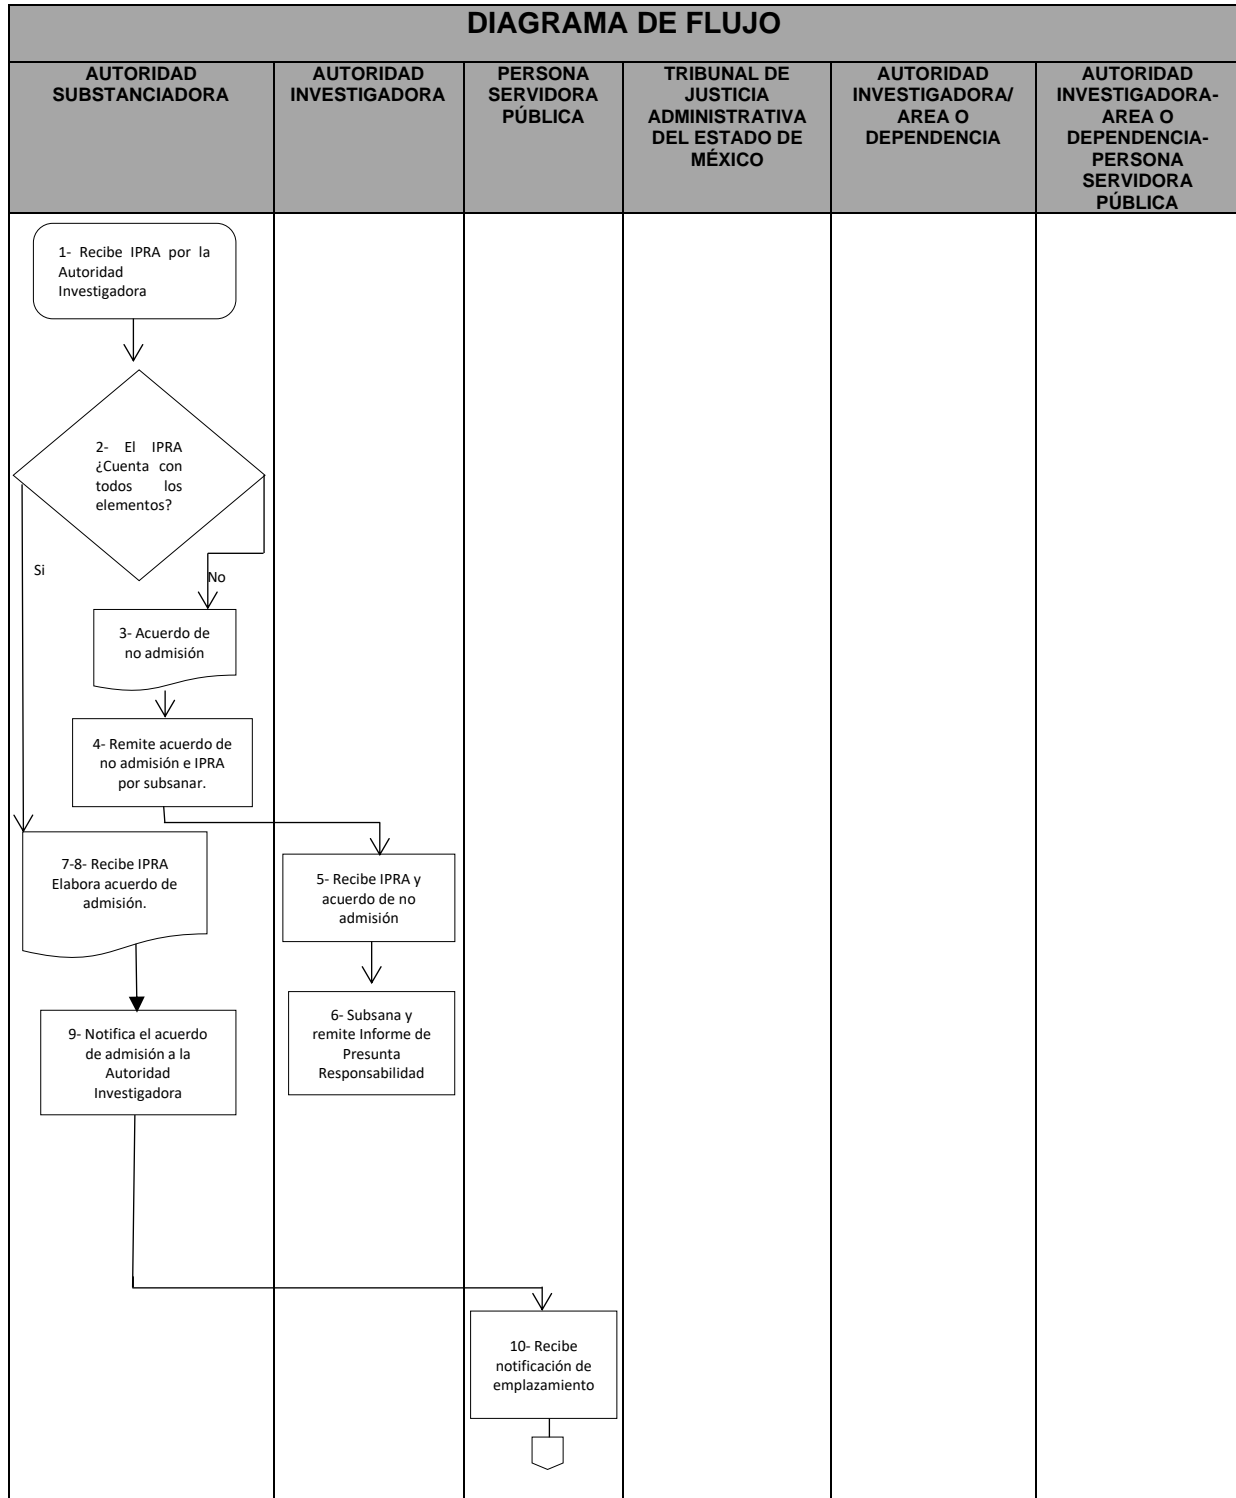 DIAGRAMA DE FLUJO
AUTORIDAD
SUBSTANCIADORA
AUTORIDAD
INVESTIGADORA
PERSONA
SERVIDORA
PÚBLICA
TRIBUNAL DE
JUSTICIA
ADMINISTRATIVA
DEL ESTADO DE
MÉXICO
AUTORIDAD
INVESTIGADORA/
AREA O
DEPENDENCIA
AUTORIDAD
INVESTIGADORA-
AREA O
DEPENDENCIA-
PERSONA
SERVIDORA
PÚBLICA
1- Recibe IPRA por la
Autoridad
Investigadora
2- El IPRA
¿Cuenta con
todos los
elementos?
Si
No
3- Acuerdo de
no admisión
4- Remite acuerdo de
no admisión e IPRA
por subsanar.
7-8- Recibe IPRA
Elabora acuerdo de
admisión.
5- Recibe IPRA y
acuerdo de no
admisión
6- Subsana y
remite Informe de
Presunta
Responsabilidad
9- Notifica el acuerdo
de admisión a la
Autoridad
Investigadora
10- Recibe
notificación de
emplazamiento